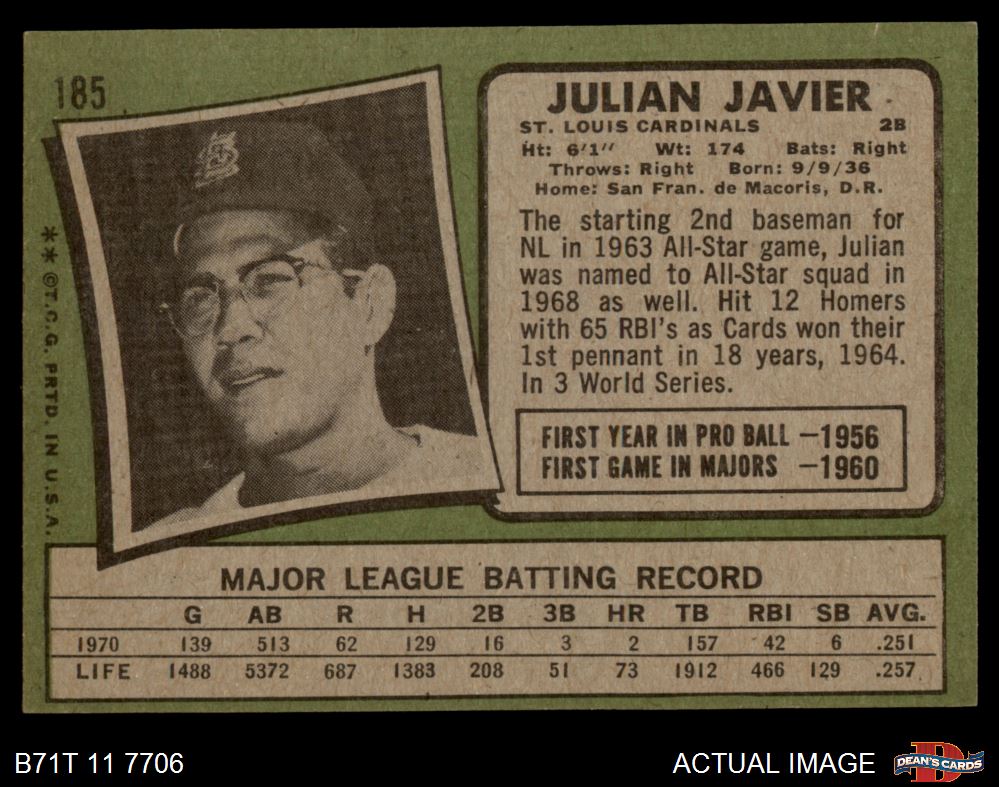 185
** ©T.C.G. PRTD. IN U.S.A.
JULIAN JAVIER
ST. LOUIS CARDINALS 2B
Ht: 6'1" Wt: 174 Bats: Right
Throws: Right Born: 9/9/36
Home: San Fran. de Macoris, D.R.
The starting 2nd baseman for
NL in 1963 All-Star game, Julian
was named to All-Star squad in
1968 as well. Hit 12 Homers
with 65 RBI's as Cards won their
1st pennant in 18 years, 1964.
In 3 World Series.
FIRST YEAR IN PRO BALL —1956
FIRST GAME IN MAJORS —1960
MAJOR LEAGUE BATTING RECORD
G AB R H 2B 3B HR TB RBI SB AVG.
1970 139 513 62 129 16 3 2 157 42 6 .251
LIFE 1488 5372 687 1383 208 51 73 1912 466 129 .257
B71T 11 7706 ACTUAL IMAGE DEAN'S CARDS